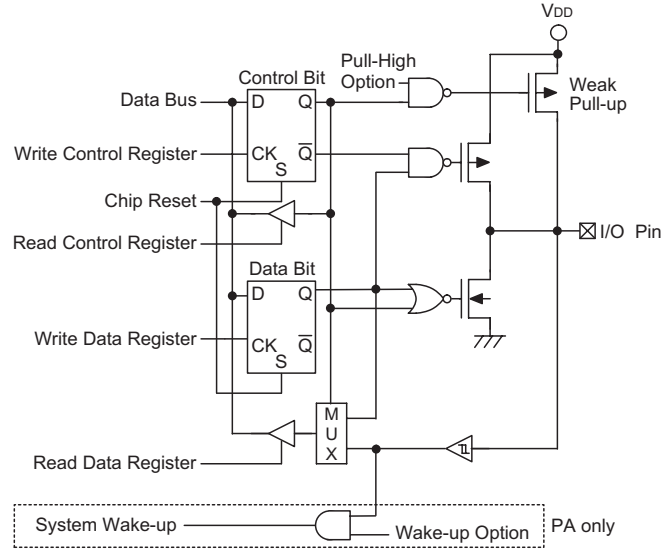 VDD
Pull-High
Option
Control Bit
Weak
Pull-up
Data Bus
D Q
Write Control Register
CK Q
S
Chip Reset
I/O Pin
Read Control Register
Data Bit
D Q
Write Data Register
CK Q
S
M
U
X
Read Data Register
System Wake-up
Wake-up Option
PA only